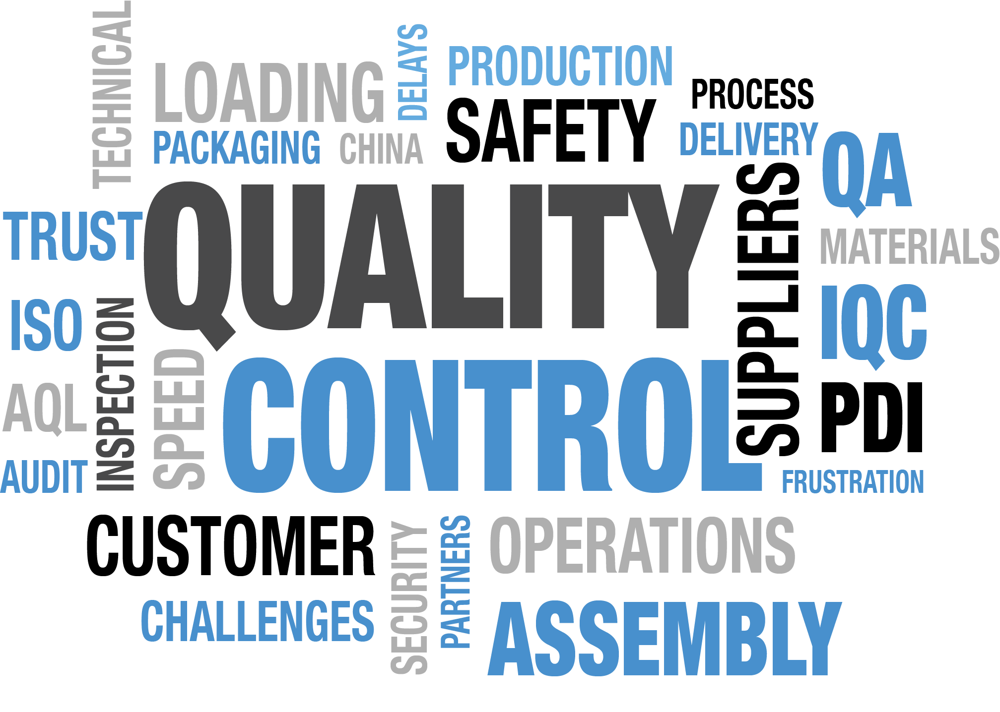 TECHNICAL
LOADING
DELAYS
PRODUCTION
PROCESS
PACKAGING
CHINA
SAFETY
DELIVERY
QA
TRUST
QUALITY
SUPPLIERS
MATERIALS
ISO
INSPECTION
IQC
SPEED
CONTROL
AQL
PDI
AUDIT
FRUSTRATION
CUSTOMER
SECURITY
PARTNERS
OPERATIONS
CHALLENGES
ASSEMBLY